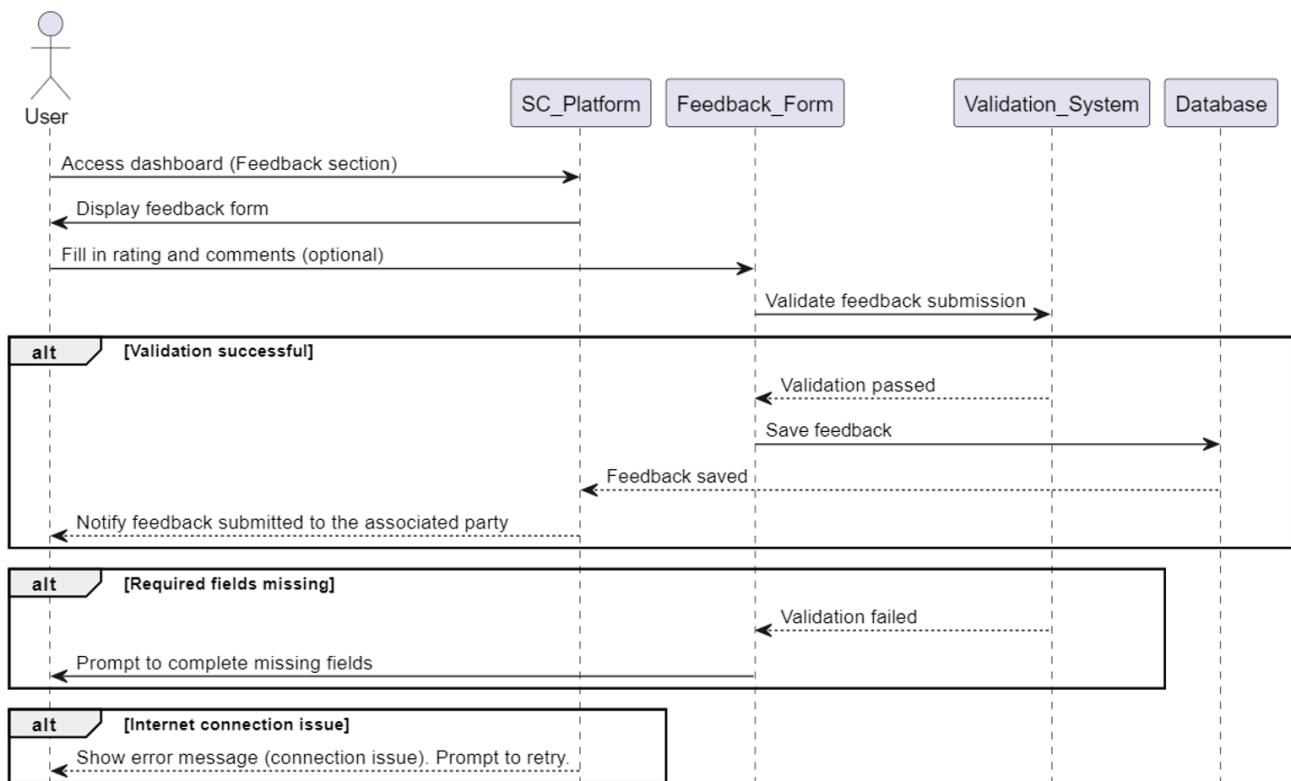 User
SC_Platform
Feedback_Form
Validation_System
Database
Access dashboard (Feedback section)
Display feedback form
Fill in rating and comments (optional)
Validate feedback submission
alt
[Validation successful]
Validation passed
Save feedback
Feedback saved
Notify feedback submitted to the associated party
alt
[Required fields missing]
Validation failed
Prompt to complete missing fields
alt
[Internet connection issue]
Show error message (connection issue). Prompt to retry.